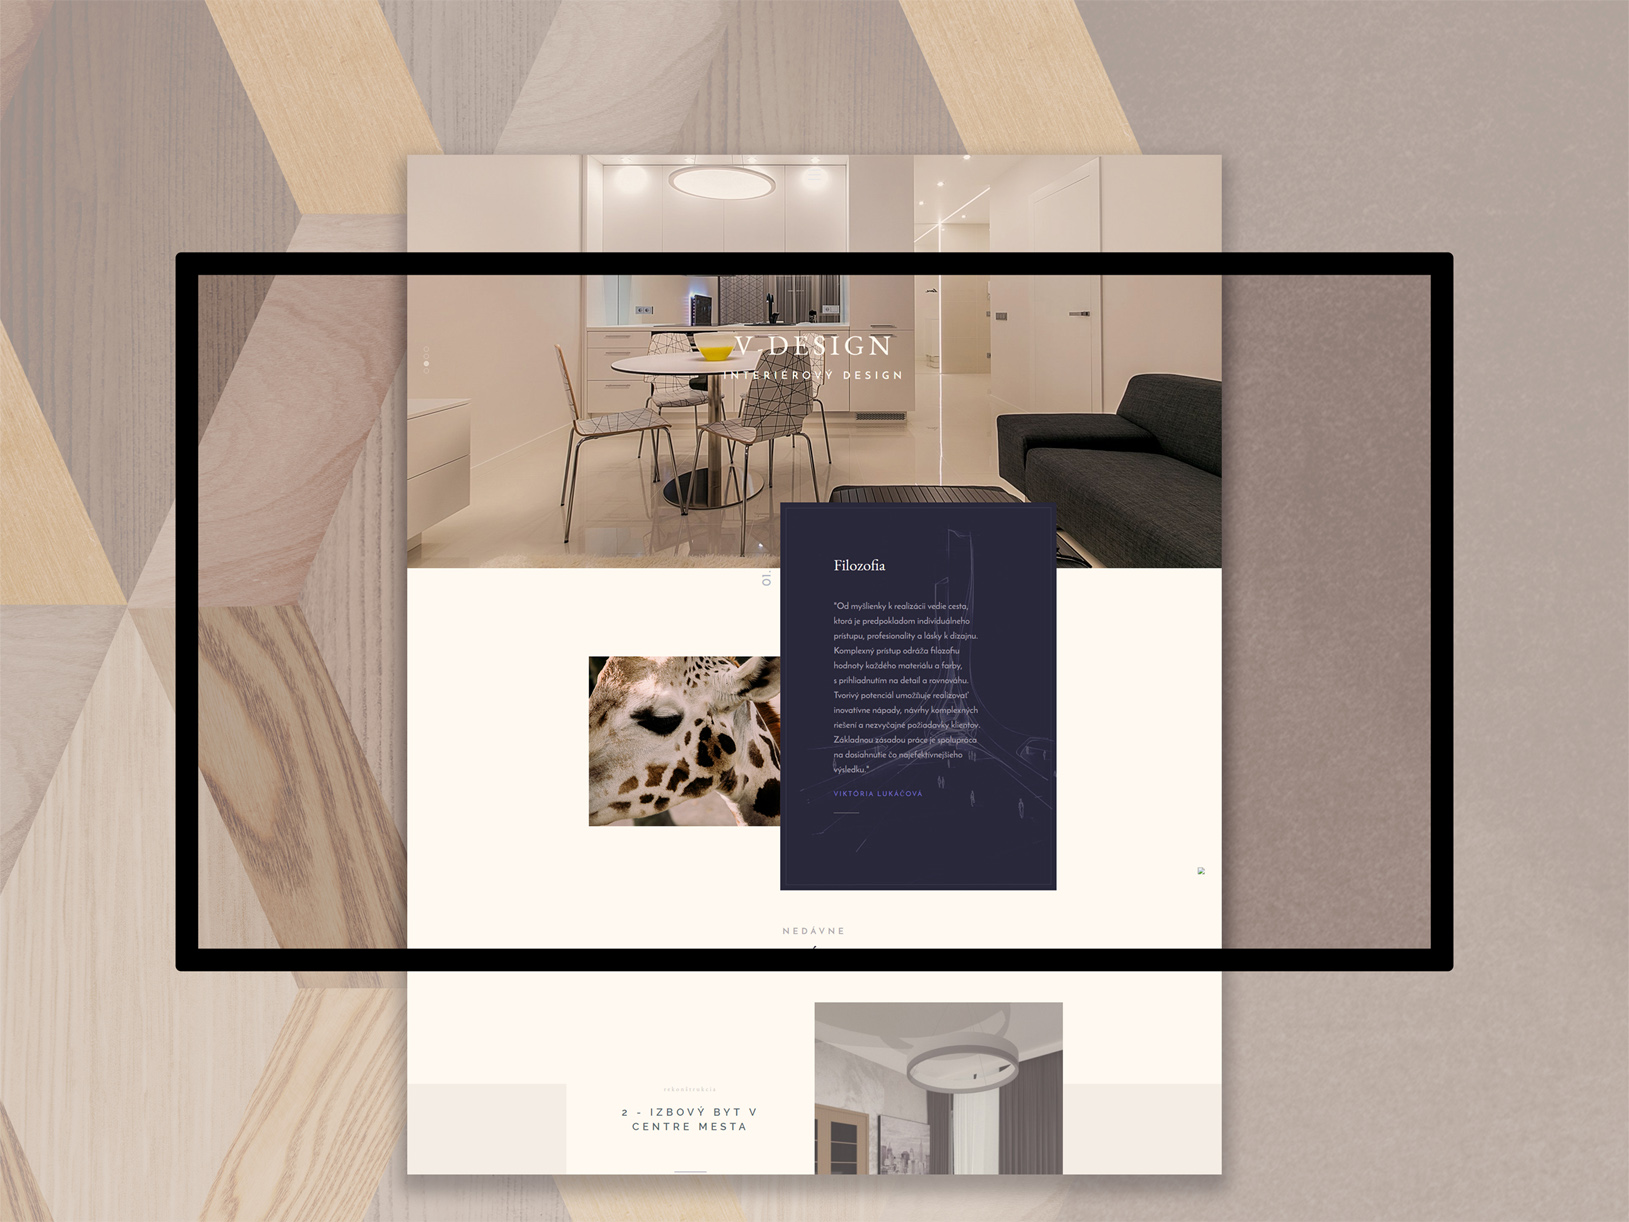 V-DESIGN
INTERIÉROVÝ DESIGN
01.
Filozofia
"Od myšlienky k realizácii vedie cesta,
ktorá je predpokladom individuálneho
prístupu, profesionality a lásky k dizajnu.
Komplexný prístup odráža filozofiu
hodnoty každého materiálu a farby,
s prihliadnutím na detail a rovnováhu.
Tvorivý potenciál umožňuje realizovať
inovatívne nápady, návrhy komplexných
riešení a nezvyčajné požiadavky klientov.
Základnou zásadou práce je spolupráca
na dosiahnutie čo najefektívnejšieho
výsledku."
VIKTÓRIA LUKÁČOVÁ
NEDÁVNE
rekonštrukcia
2 - IZBOVÝ BYT V
CENTRE MESTA